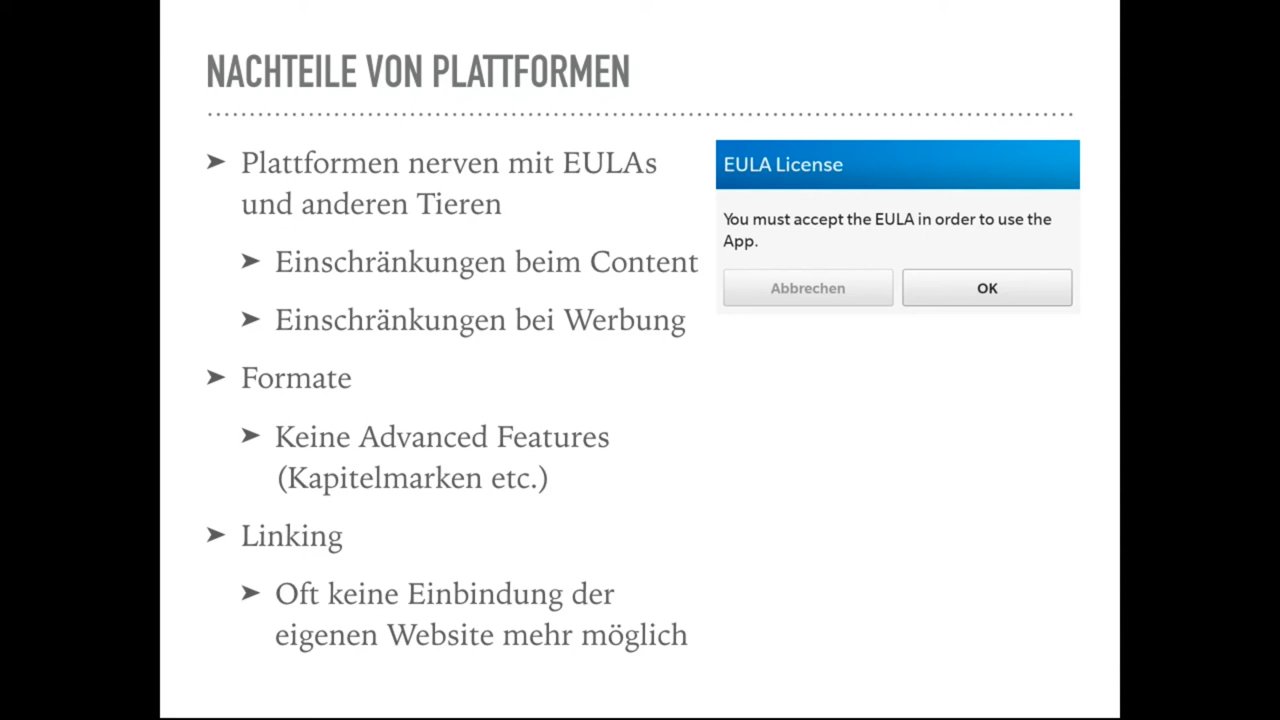 NACHTEILE VON PLATTFORMEN
➤ Plattformen nerven mit EULAs
und anderen Tieren
➤ Einschränkungen beim Content
➤ Einschränkungen bei Werbung
➤ Formate
➤ Keine Advanced Features
(Kapitelmarken etc.)
➤ Linking
➤ Oft keine Einbindung der
eigenen Website mehr möglich
EULA License
You must accept the EULA in order to use the
App.
Abbrechen OK